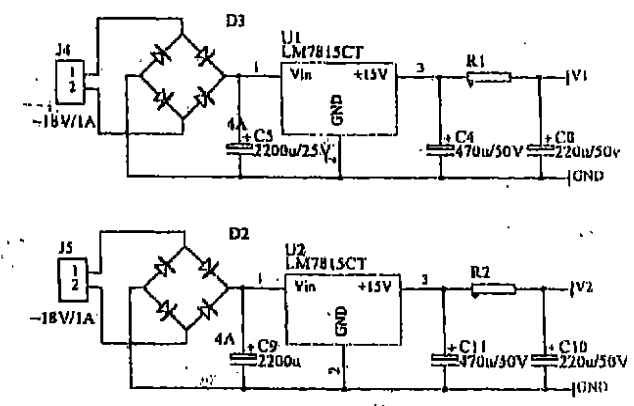 D3
U1
LM7815CT
J4
1
2
~18V/1A
1
Vin
+15V
3
GND
2
R1
V1
4A
+
C5
2200u/25V
+
C4
470u/50V
+
C8
220u/50v
GND
D2
U2
LM7815CT
J5
1
2
~18V/1A
1
Vin
+15V
3
GND
2
R2
V2
4A
+
C9
2200u
+
C11
470u/50V
+
C10
220u/50V
GND